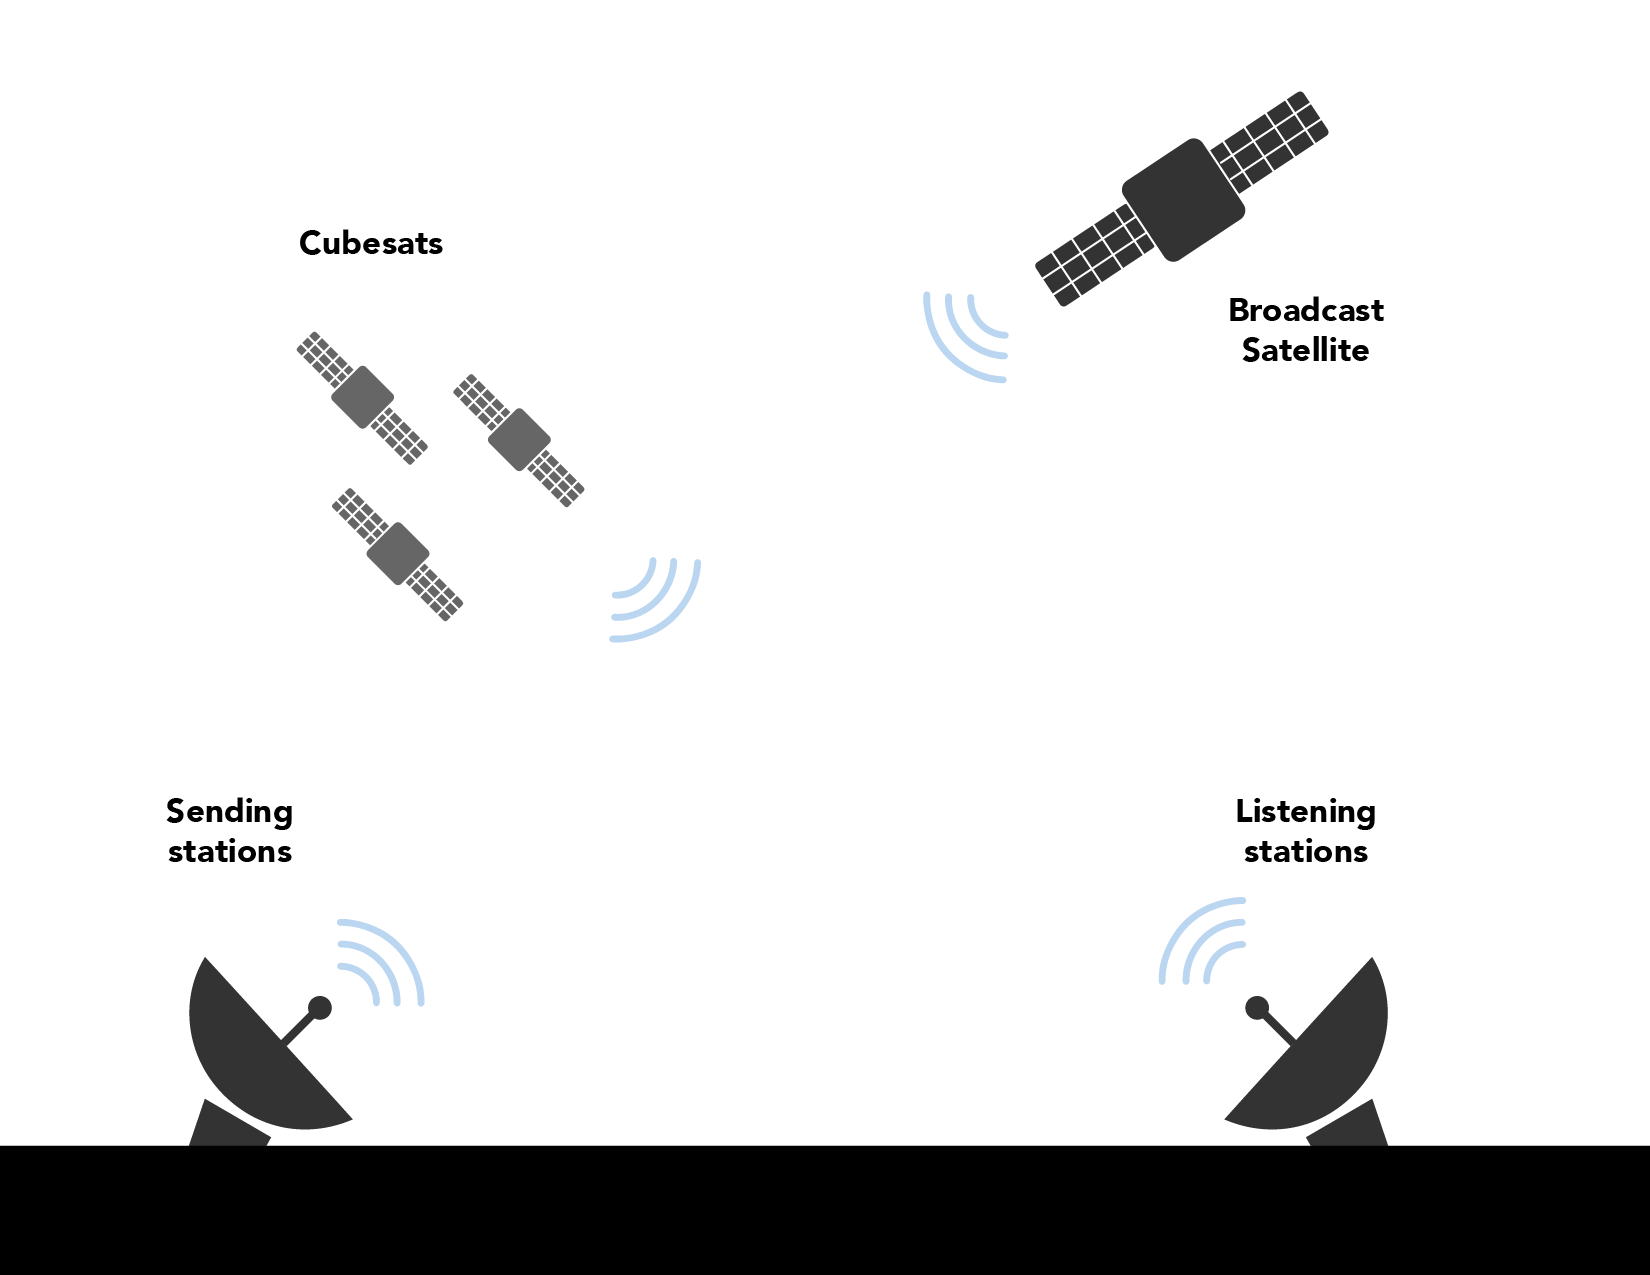 Cubesats
Broadcast
Satellite
Sending
stations
Listening
stations